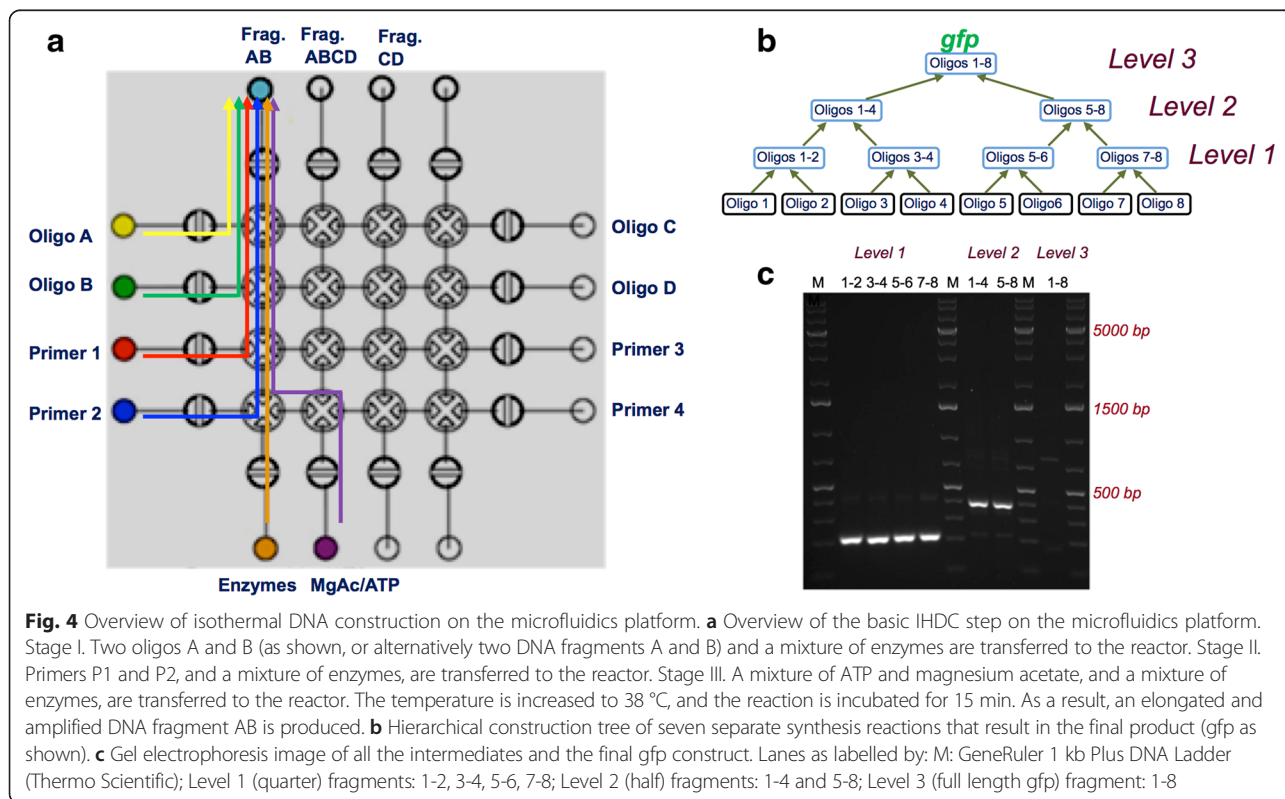 a
Frag. Frag. Frag.
AB ABCD CD
Oligo A Oligo C
Oligo B Oligo D
Primer 1 Primer 3
Primer 2 Primer 4
Enzymes MgAc/ATP
b
gfp
Oligos 1-8 Level 3
Oligos 1-4 Oligos 5-8 Level 2
Oligos 1-2 Oligos 3-4 Oligos 5-6 Oligos 7-8 Level 1
Oligo 1 Oligo 2 Oligo 3 Oligo 4 Oligo 5 Oligo6 Oligo 7 Oligo 8
c
Level 1 Level 2 Level 3
M 1-2 3-4 5-6 7-8 M 1-4 5-8 M 1-8
M
5000 bp
1500 bp
500 bp
Fig. 4 Overview of isothermal DNA construction on the microfluidics platform. a Overview of the basic IHDC step on the microfluidics platform.
Stage I. Two oligos A and B (as shown, or alternatively two DNA fragments A and B) and a mixture of enzymes are transferred to the reactor. Stage II.
Primers P1 and P2, and a mixture of enzymes, are transferred to the reactor. Stage III. A mixture of ATP and magnesium acetate, and a mixture of
enzymes, are transferred to the reactor. The temperature is increased to 38 °C, and the reaction is incubated for 15 min. As a result, an elongated and
amplified DNA fragment AB is produced. b Hierarchical construction tree of seven separate synthesis reactions that result in the final product (gfp as
shown). c Gel electrophoresis image of all the intermediates and the final gfp construct. Lanes as labelled by: M: GeneRuler 1 kb Plus DNA Ladder
(Thermo Scientific); Level 1 (quarter) fragments: 1-2, 3-4, 5-6, 7-8; Level 2 (half) fragments: 1-4 and 5-8; Level 3 (full length gfp) fragment: 1-8